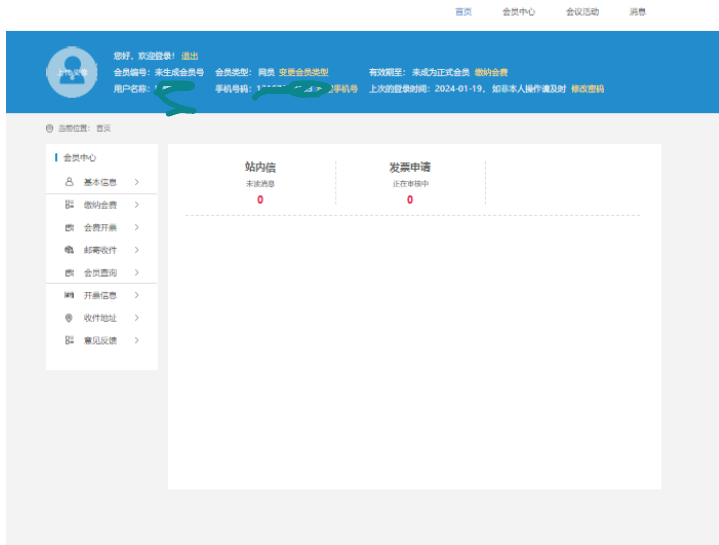 首页 会员中心 会议活动 消息
您好，欢迎登录! 退出
会员编号：未生成会员号 会员类型：网员 变更会员类型 有效期至：未成为正式会员 缴纳会费
用户名称： 手机号码： 手机号 上次的登录时间：2024-01-19，如非本人操作请及时 修改密码
当前位置：首页
会员中心
基本信息
缴纳会费
会费开票
邮寄收件
会员查询
开票信息
收件地址
意见反馈
站内信 发票申请
未读消息 正在审核中
0 0